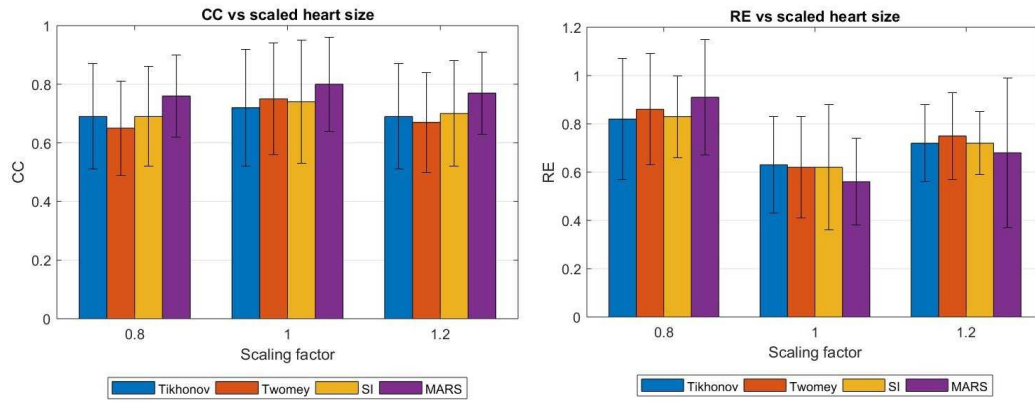 CC vs scaled heart size
1
0.8
0.6
0.4
0.2
0
CC
0.8 1 1.2
Scaling factor
Tikhonov Twomey SI MARS
RE vs scaled heart size
1.2
1
0.8
0.6
0.4
0.2
0
RE
0.8 1 1.2
Scaling factor
Tikhonov Twomey SI MARS